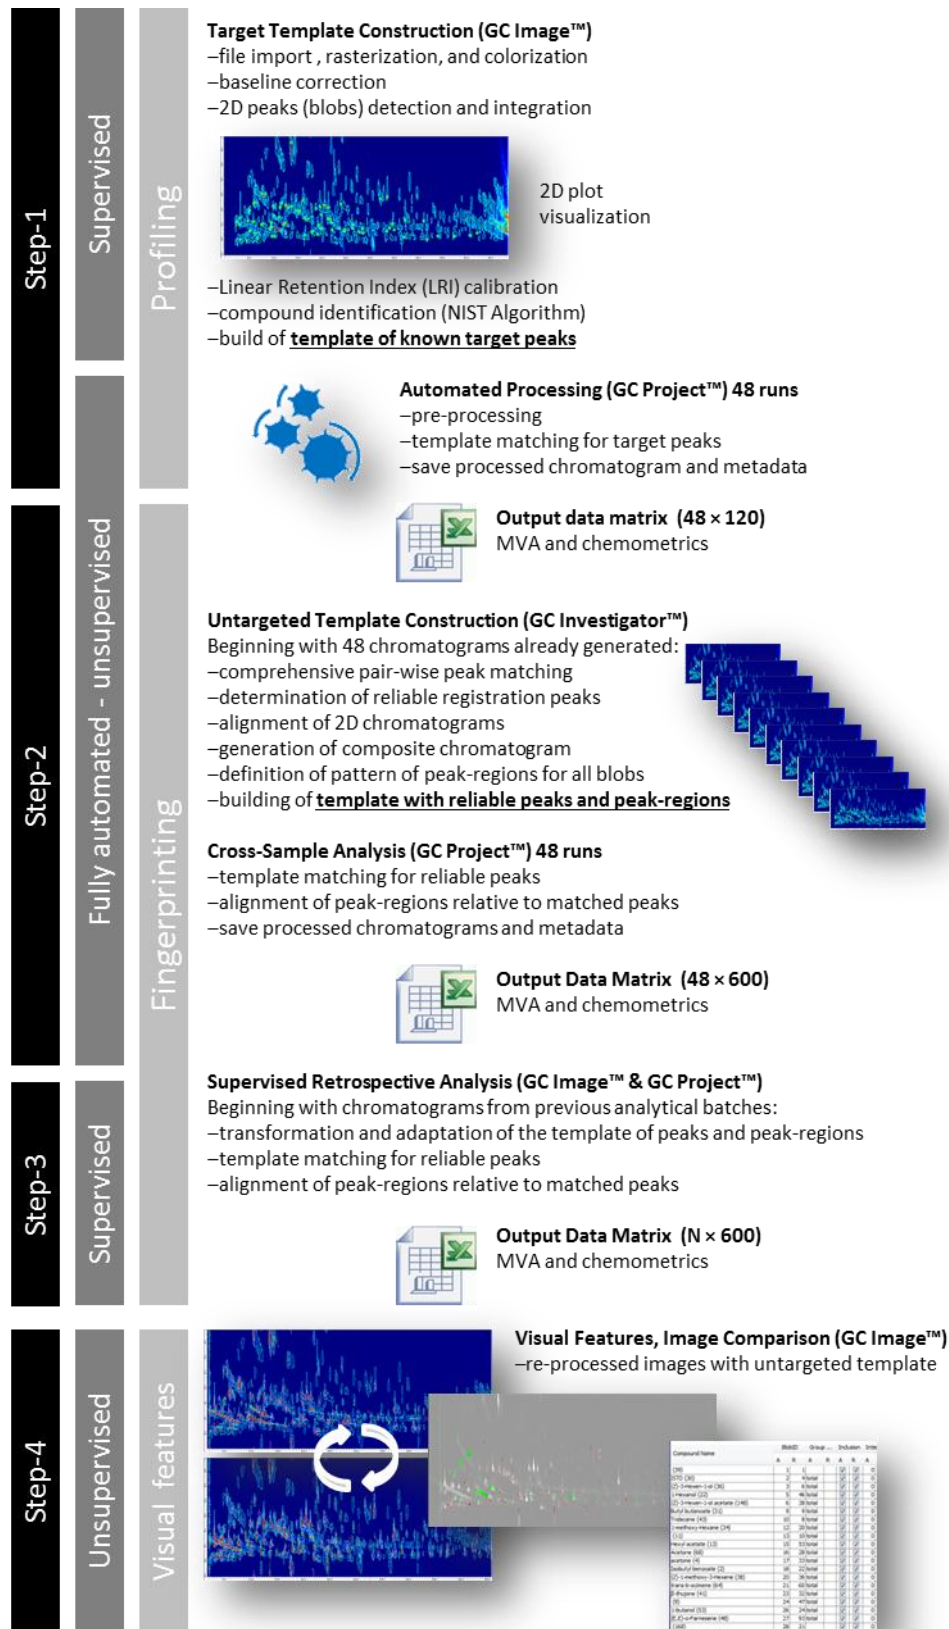 Step-1
Supervised
Profiling
Target Template Construction (GC Image™)
–file import , rasterization, and colorization
–baseline correction
–2D peaks (blobs) detection and integration
2D plot
visualization
–Linear Retention Index (LRI) calibration
–compound identification (NIST Algorithm)
–build of template of known target peaks
Fully automated - unsupervised
Automated Processing (GC Project™) 48 runs
–pre-processing
–template matching for target peaks
–save processed chromatogram and metadata
Output data matrix (48 × 120)
MVA and chemometrics
Step-2
Fingerprinting
Untargeted Template Construction (GC Investigator™)
Beginning with 48 chromatograms already generated:
–comprehensive pair-wise peak matching
–determination of reliable registration peaks
–alignment of 2D chromatograms
–generation of composite chromatogram
–definition of pattern of peak-regions for all blobs
–building of template with reliable peaks and peak-regions
Cross-Sample Analysis (GC Project™) 48 runs
–template matching for reliable peaks
–alignment of peak-regions relative to matched peaks
–save processed chromatograms and metadata
Output Data Matrix (48 × 600)
MVA and chemometrics
Step-3
Supervised
Supervised Retrospective Analysis (GC Image™ & GC Project™)
Beginning with chromatograms from previous analytical batches:
–transformation and adaptation of the template of peaks and peak-regions
–template matching for reliable peaks
–alignment of peak-regions relative to matched peaks
Output Data Matrix (N × 600)
MVA and chemometrics
Step-4
Unsupervised
Visual features
Visual Features, Image Comparison (GC Image™)
–re-processed images with untargeted template
Compound Name BlobID Group ... Inclusion Inte
A R A R A R A